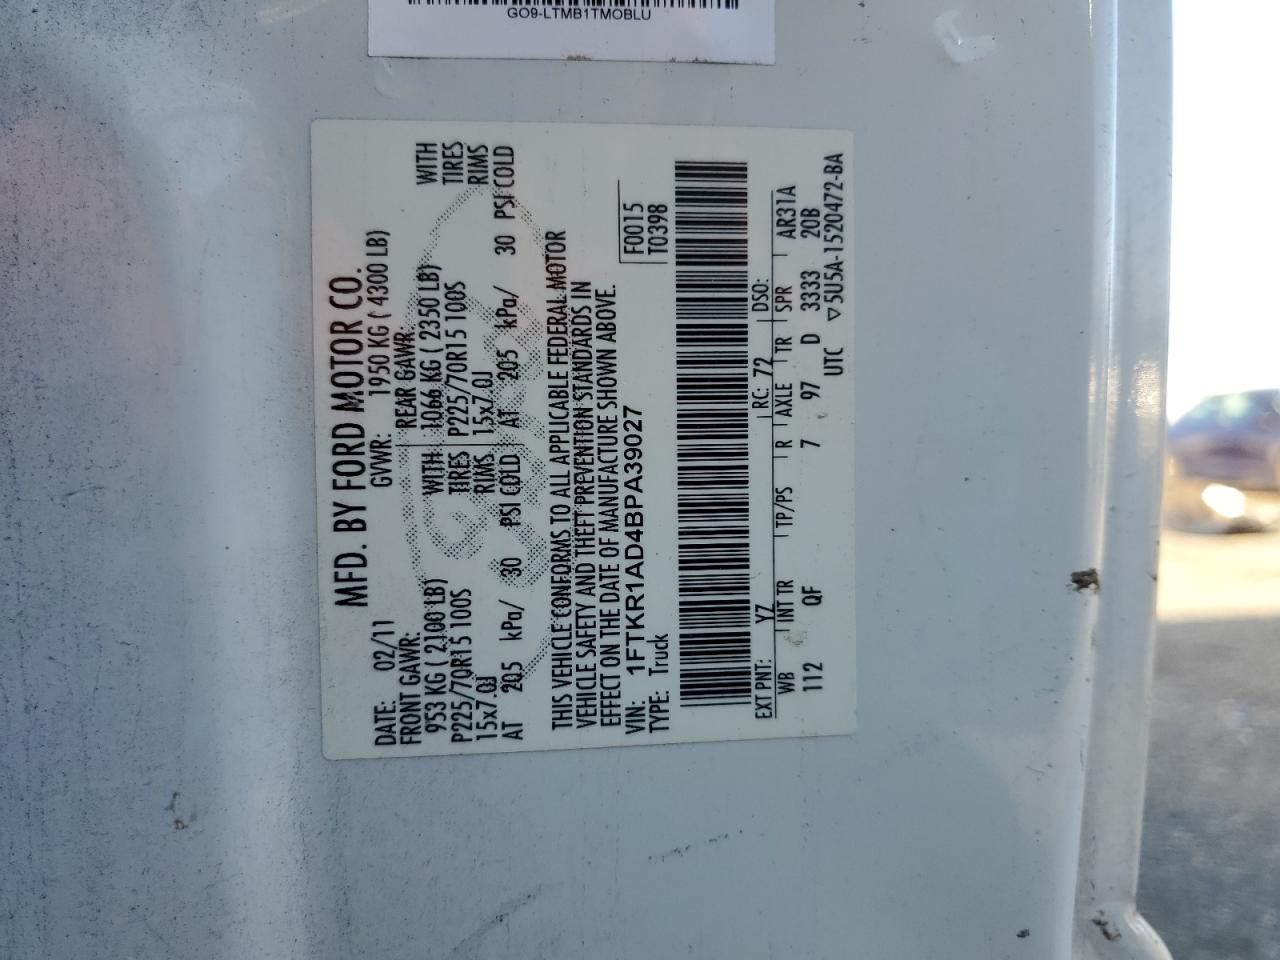 GO9-LTMB1TMOBLU
MFD. BY FORD MOTOR CO.
DATE: 02/11 GVWR: 1950 KG ( 4300 LB)
FRONT GAWR: REAR GAWR:
953 KG ( 2100 LB) WITH 1066 KG ( 2350 LB) WITH
P225/70R15 100S TIRES P225/70R15 100S TIRES
15x7.0J RIMS 15x7.0J RIMS
AT 205 kPa/ 30 PSI COLD AT 205 kPa/ 30 PSI COLD
THIS VEHICLE CONFORMS TO ALL APPLICABLE FEDERAL MOTOR
VEHICLE SAFETY AND THEFT PREVENTION STANDARDS IN
EFFECT ON THE DATE OF MANUFACTURE SHOWN ABOVE.
VIN: 1FTKR1AD4BPA39027 F0015
TYPE: Truck T0398
EXT PNT: YZ RC: 72 DSO:
WB INT TR TP/PS R AXLE TR SPR AR31A
112 QF 7 97 D 3333 20B
UTC ▽5U5A-1520472-BA